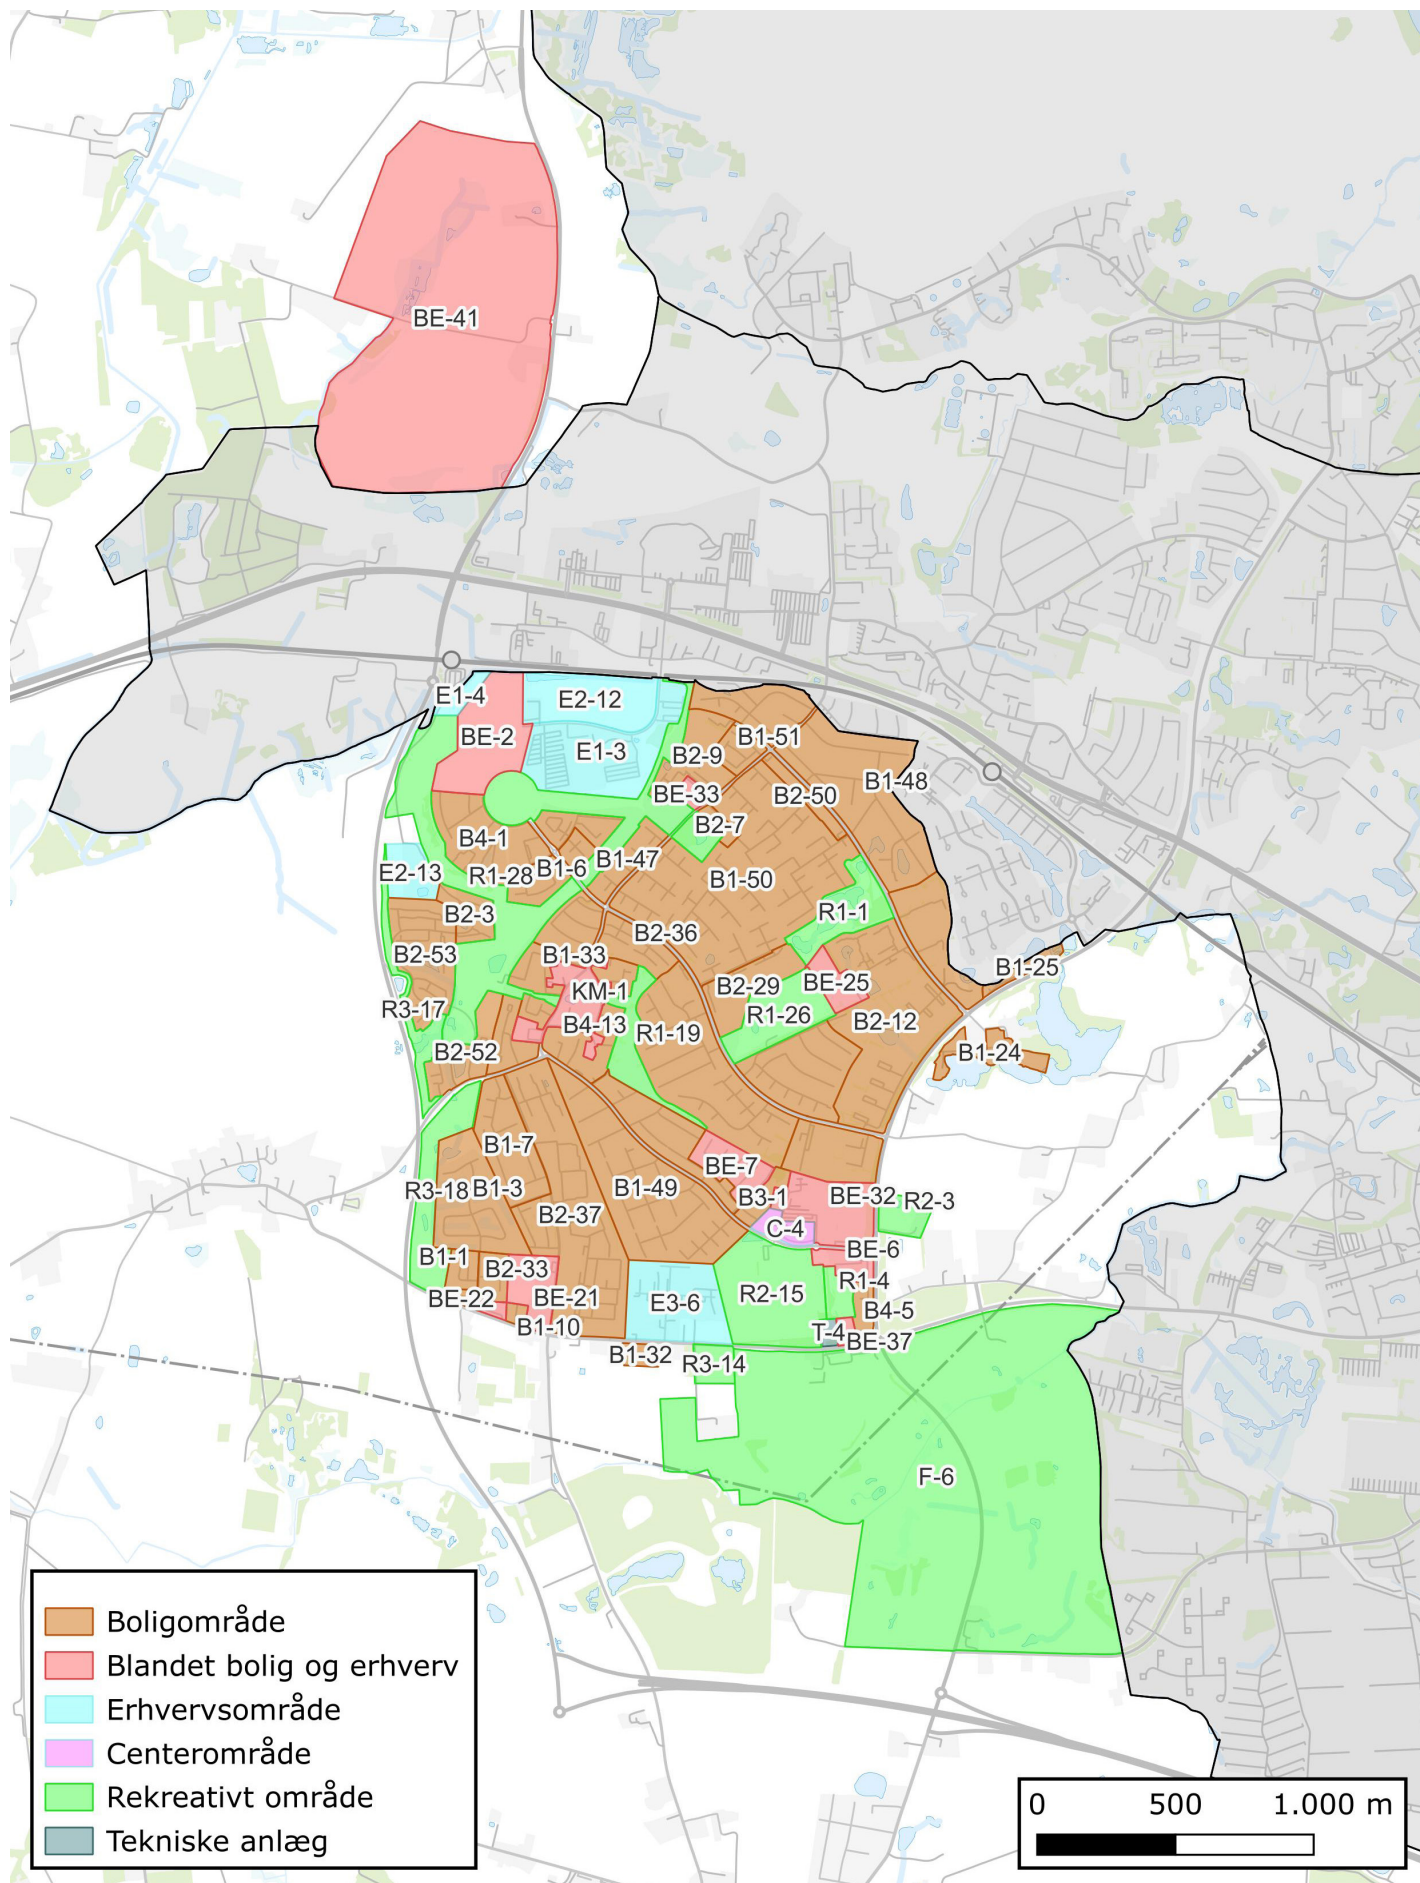 BE-41
E1-4
E2-12
BE-2
B1-51
E1-3
B2-9
B1-48
BE-33
B2-50
B2-7
B4-1
B1-47
R1-28
B1-6
E2-13
B1-50
R1-1
B2-3
B2-36
B2-53
B1-33
B1-25
BE-25
B2-29
KM-1
R3-17
R1-26
B4-13
B2-12
R1-19
B2-52
B1-24
B1-7
BE-7
R3-18
B1-3
B1-49
B3-1
BE-32
R2-3
B2-37
C-4
BE-6
B1-1
B2-33
R1-4
R2-15
BE-22
BE-21
E3-6
B4-5
B1-10
T-4
BE-37
B1-32
R3-14
F-6
Boligområde
Blandet bolig og erhverv
Erhvervsområde
Centerområde
Rekreativt område
Tekniske anlæg
0 500 1.000 m